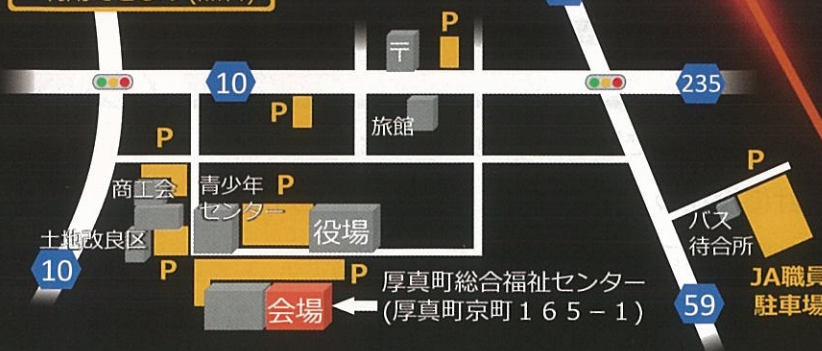 P
〒
10
235
P
旅館
P
P
商工会
青少年
センター
P
役場
バス
待合所
土地改良区
10
P
P
厚真町総合福祉センター
(厚真町京町１６５－１)
会場
59
JA職員
駐車場